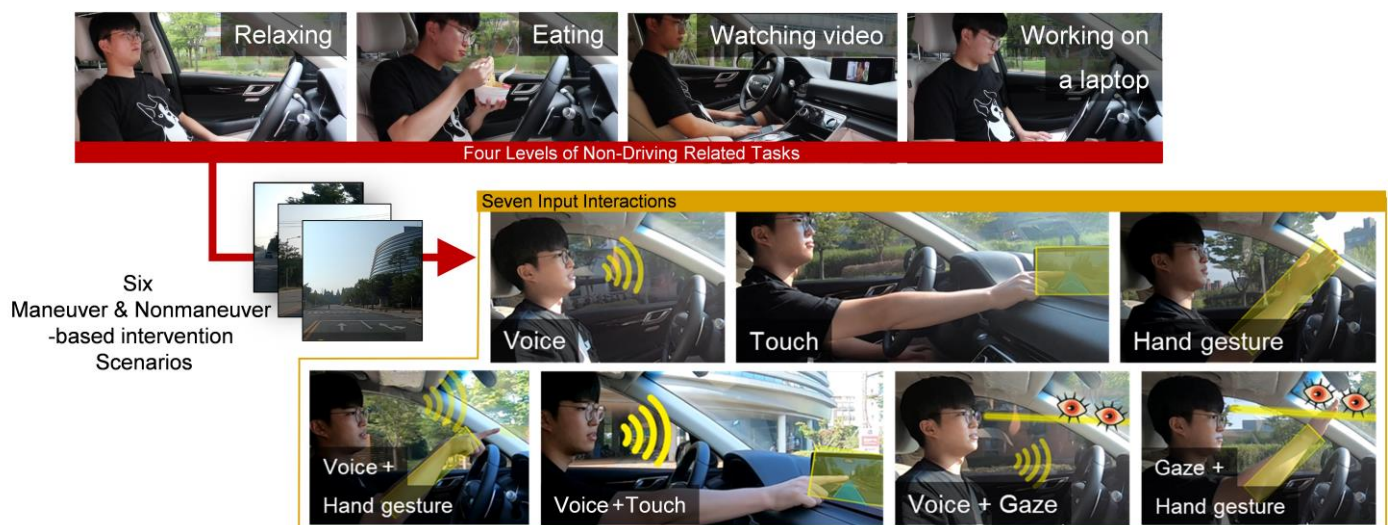 Relaxing
Eating
Watching video
Working on
a laptop
Four Levels of Non-Driving Related Tasks
Seven Input Interactions
Six
Maneuver & Nonmaneuver
-based intervention
Scenarios
Voice
Touch
Hand gesture
Voice +
Hand gesture
Voice+Touch
Voice + Gaze
Gaze +
Hand gesture